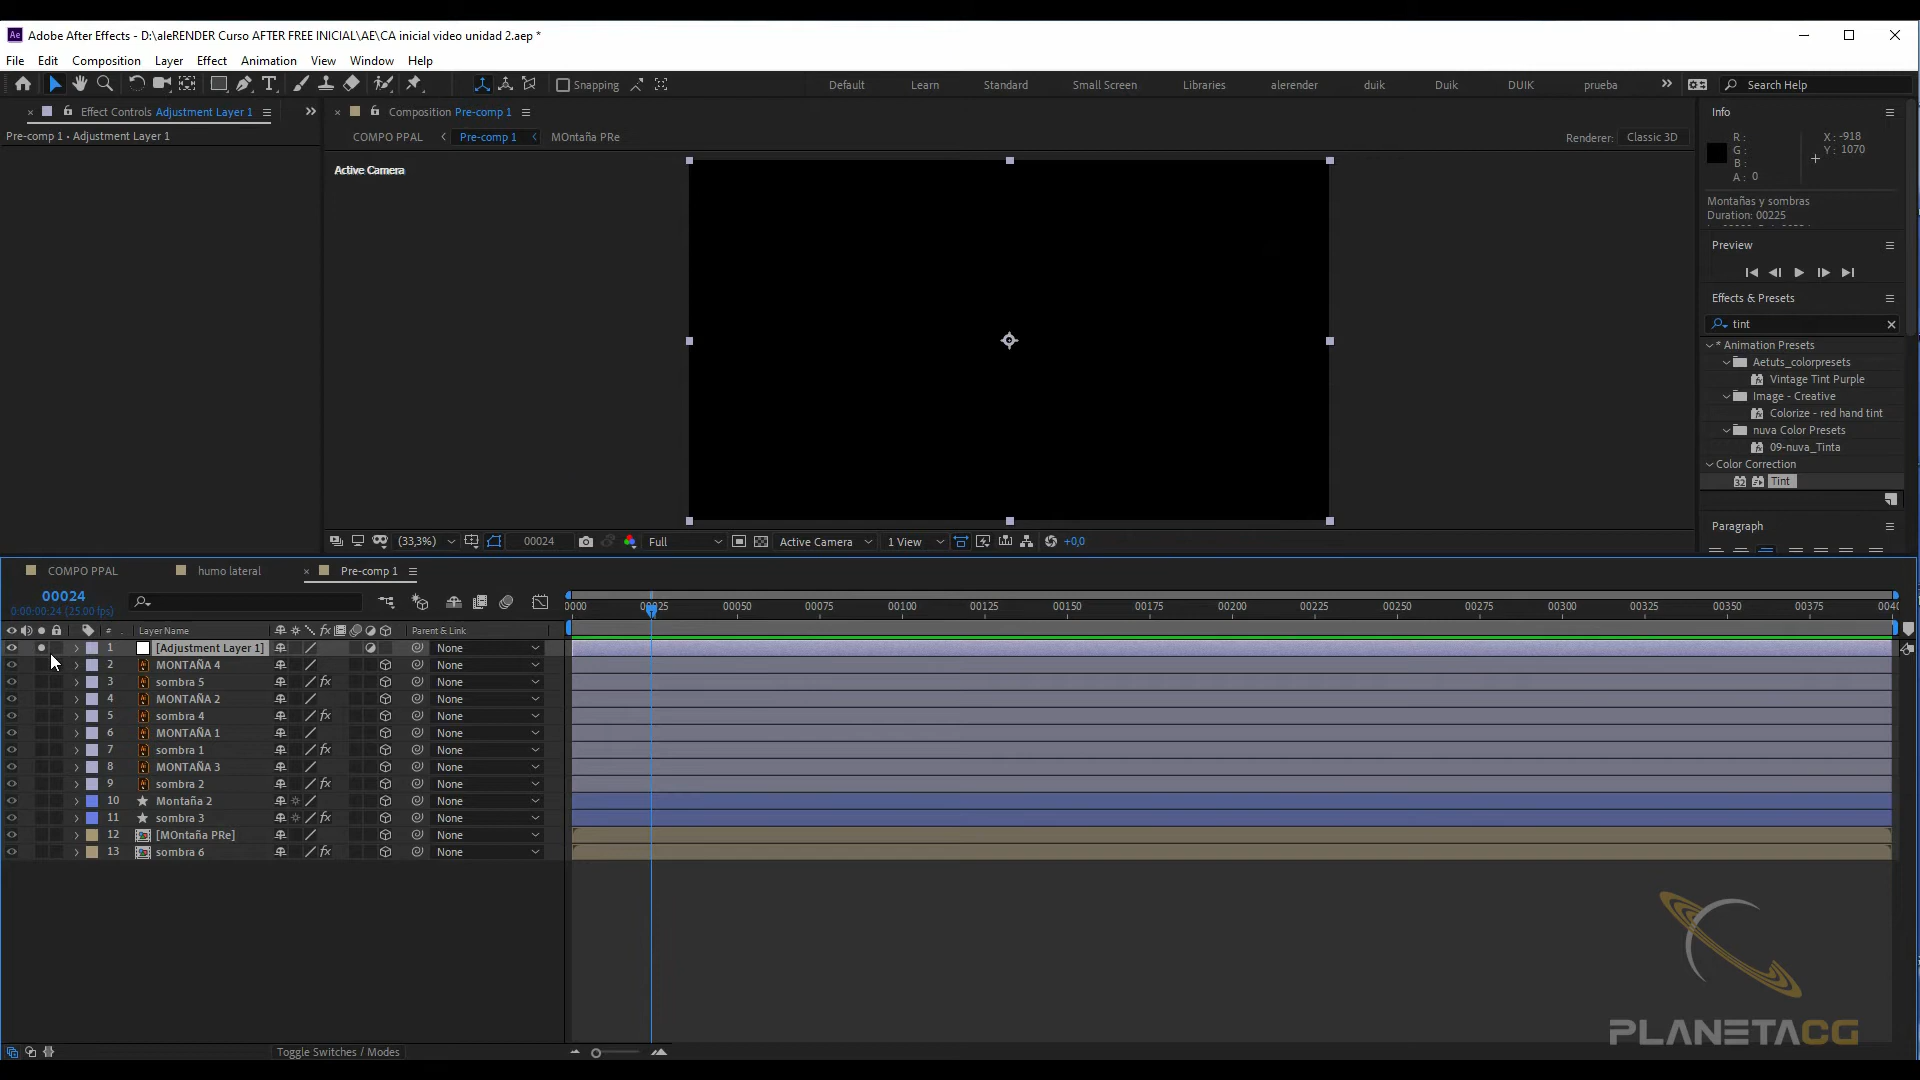 Adobe After Effects - D:\aleRENDER Curso AFTER FREE INICIAL\AE\CA inicial video unidad 2.aep *
File Edit Composition Layer Effect Animation View Window Help
Snapping Default Learn Standard Small Screen Libraries alerender duik Duik DUIK prueba Search Help
Effect Controls Adjustment Layer 1
Composition Pre-comp 1
Info
Pre-comp 1 • Adjustment Layer 1
COMPO PPAL Pre-comp 1 MOntaña PRe
Renderer: Classic 3D
Active Camera
R:
G:
B:
A: 0
X: -918
Y: 1070
Montañas y sombras
Duration: 00225
Preview
Effects & Presets
tint
* Animation Presets
Aetuts_colorpresets
Vintage Tint Purple
Image - Creative
Colorize - red hand tint
nuva Color Presets
09-nuva_Tinta
Color Correction
32 Tint
Paragraph
(33,3%) 00024 Full Active Camera 1 View +0,0
COMPO PPAL humo lateral Pre-comp 1
00024
0:00:00:24 (25.00 fps)
0000 00025 00050 00075 00100 00125 00150 00175 00200 00225 00250 00275 00300 00325 00350 00375 0040
# Layer Name Parent & Link
1 [Adjustment Layer 1] None
2 MONTAÑA 4 None
3 sombra 5 fx None
4 MONTAÑA 2 None
5 sombra 4 fx None
6 MONTAÑA 1 None
7 sombra 1 fx None
8 MONTAÑA 3 None
9 sombra 2 fx None
10 Montaña 2 None
11 sombra 3 fx None
12 [MOntaña PRe] None
13 sombra 6 fx None
PLANETACG
Toggle Switches / Modes